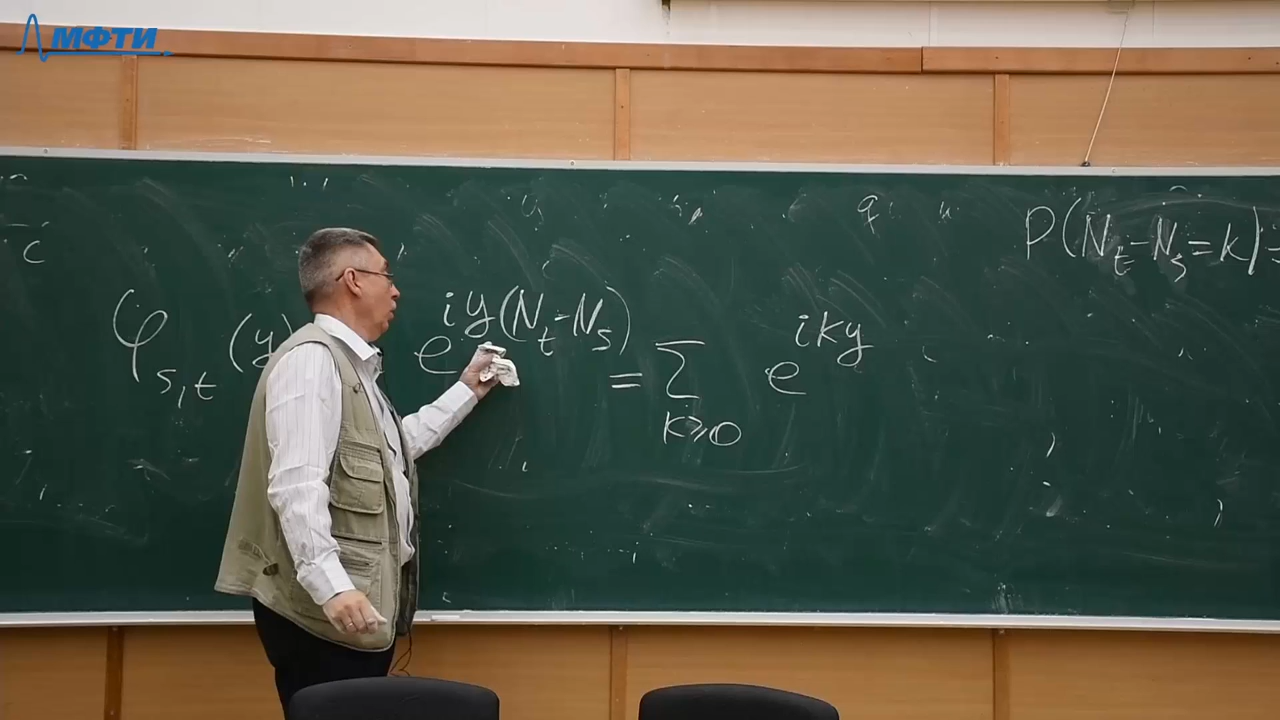 МФТИ
P(N_t-N_s=k)=
c
φ_{s,t}(y) e^{iy(N_t-N_s)} = Σ_{k≥0} e^{iky}